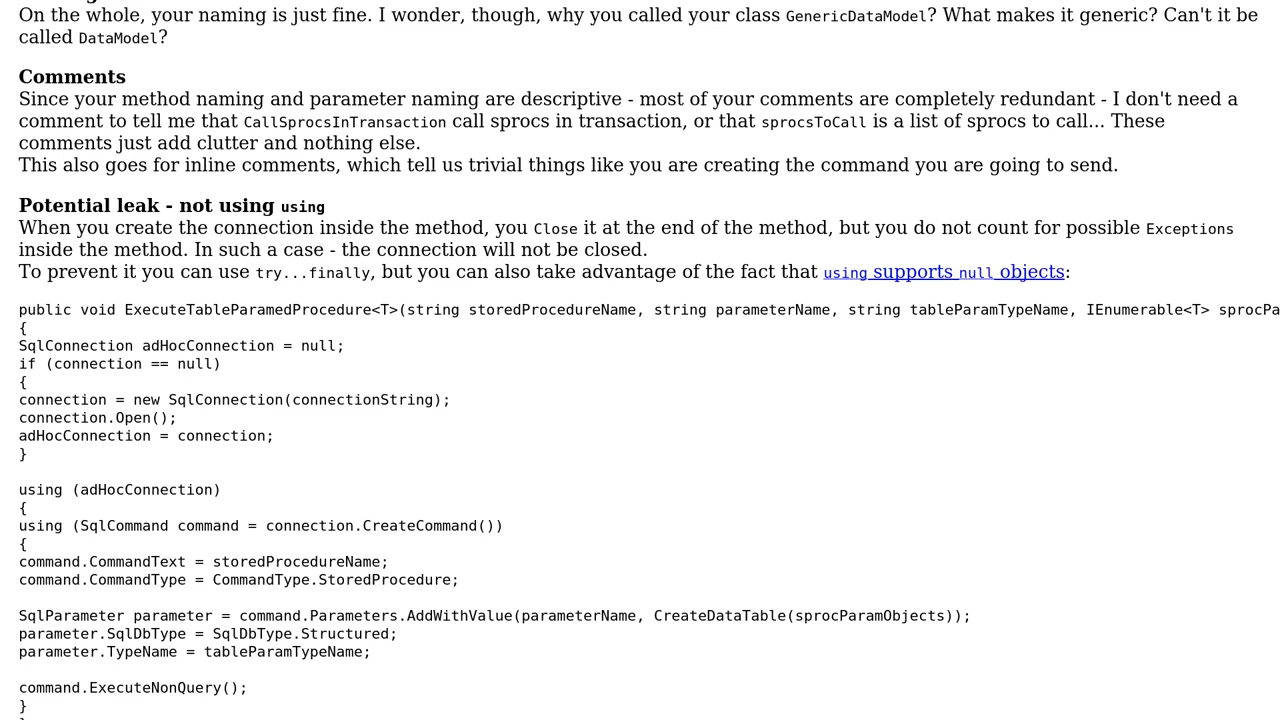 On the whole, your naming is just fine. I wonder, though, why you called your class GenericDataModel? What makes it generic? Can't it be
called DataModel?
Comments
Since your method naming and parameter naming are descriptive - most of your comments are completely redundant - I don't need a
comment to tell me that CallSprocsInTransaction call sprocs in transaction, or that sprocsToCall is a list of sprocs to call... These
comments just add clutter and nothing else.
This also goes for inline comments, which tell us trivial things like you are creating the command you are going to send.
Potential leak - not using using
When you create the connection inside the method, you Close it at the end of the method, but you do not count for possible Exceptions
inside the method. In such a case - the connection will not be closed.
To prevent it you can use try...finally, but you can also take advantage of the fact that using supports null objects:
public void ExecuteTableParamedProcedure<T>(string storedProcedureName, string parameterName, string tableParamTypeName, IEnumerable<T> sprocPa
{
SqlConnection adHocConnection = null;
if (connection == null)
{
connection = new SqlConnection(connectionString);
connection.Open();
adHocConnection = connection;
}
using (adHocConnection)
{
using (SqlCommand command = connection.CreateCommand())
{
command.CommandText = storedProcedureName;
command.CommandType = CommandType.StoredProcedure;
SqlParameter parameter = command.Parameters.AddWithValue(parameterName, CreateDataTable(sprocParamObjects));
parameter.SqlDbType = SqlDbType.Structured;
parameter.TypeName = tableParamTypeName;
command.ExecuteNonQuery();
}